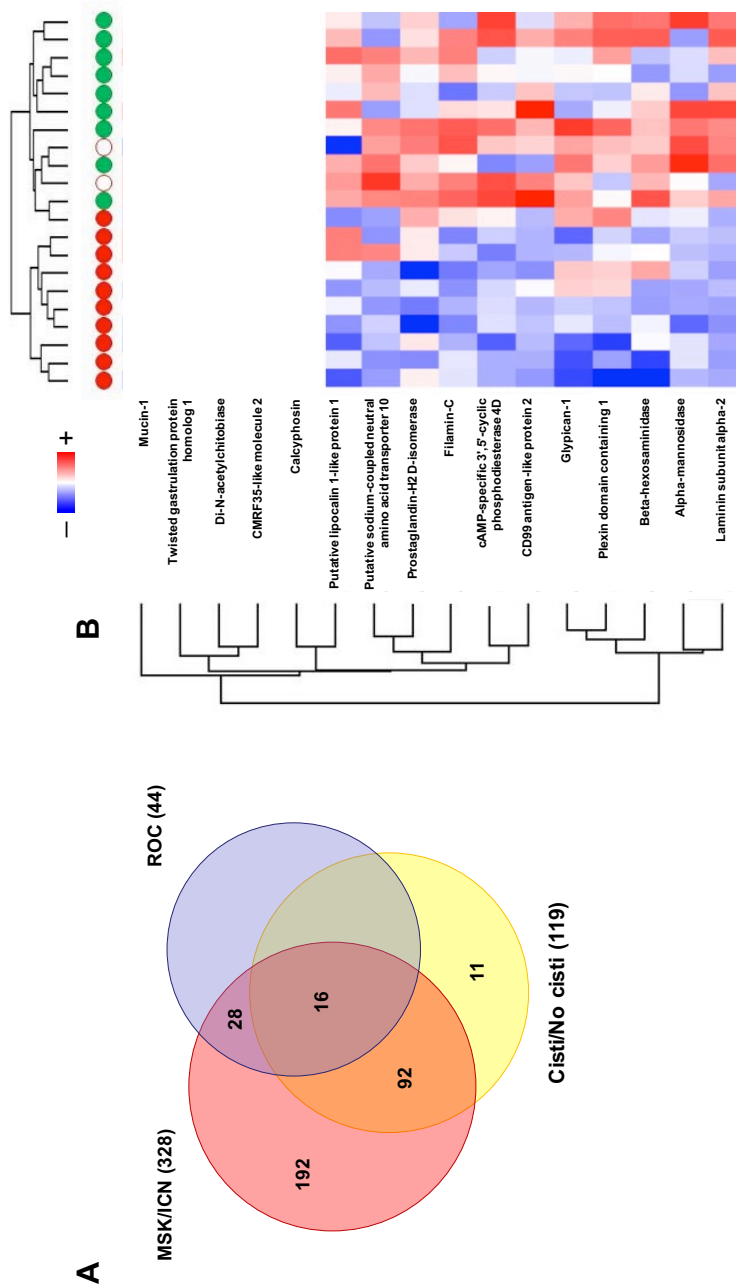 A
MSK/ICN (328)
ROC (44)
Cisti/No cisti (119)
192
28
16
92
11
B
– +
Mucin-1
Twisted gastrulation protein
homolog 1
Di-N-acetylchitobiase
CMRF35-like molecule 2
Calcyphosin
Putative lipocalin 1-like protein 1
Putative sodium-coupled neutral
amino acid transporter 10
Prostaglandin-H2 D-isomerase
Filamin-C
cAMP-specific 3',5'-cyclic
phosphodiesterase 4D
CD99 antigen-like protein 2
Glypican-1
Plexin domain containing 1
Beta-hexosaminidase
Alpha-mannosidase
Laminin subunit alpha-2